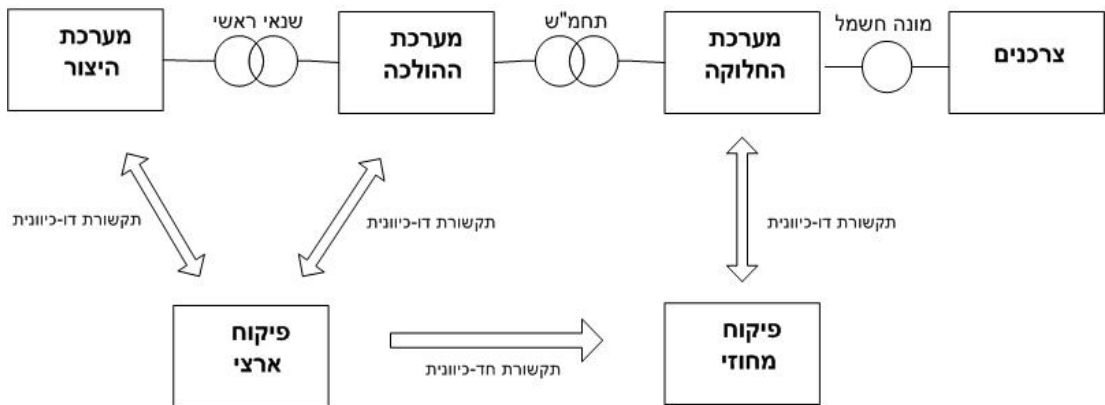 מערכת
היצור
שנאי ראשי
מערכת
ההולכה
תחמ"ש
מערכת
החלוקה
מונה חשמל
צרכנים
תקשורת דו-כיוונית
תקשורת דו-כיוונית
תקשורת דו-כיוונית
פיקוח
ארצי
תקשורת חד-כיוונית
פיקוח
מחוזי